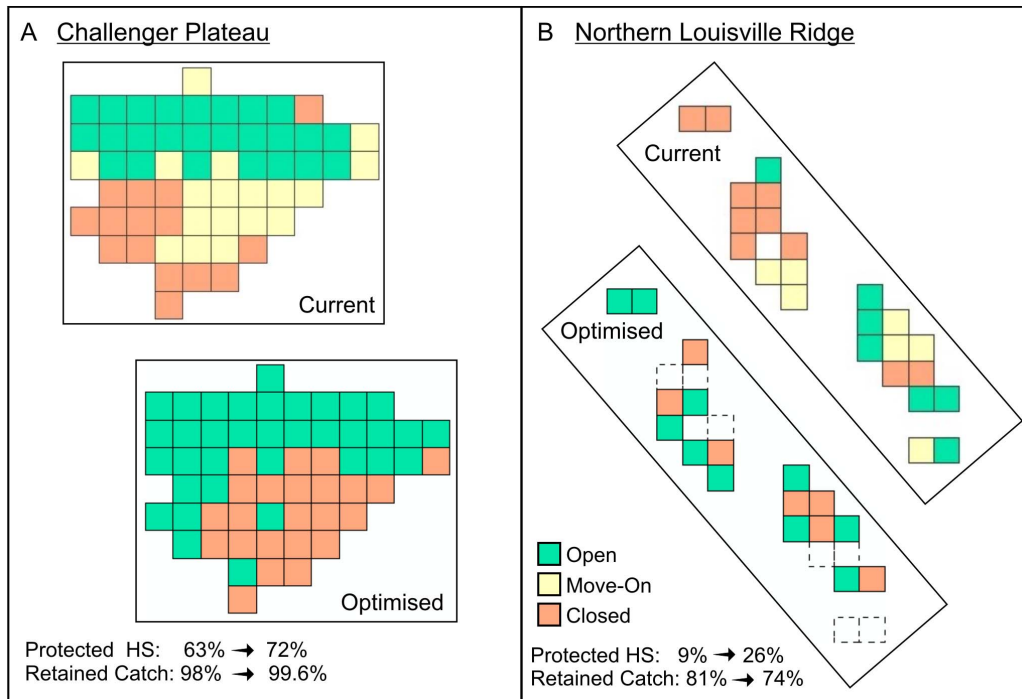 A Challenger Plateau
Current
Optimised
Protected HS: 63% → 72%
Retained Catch: 98% → 99.6%
B Northern Louisville Ridge
Current
Optimised
Open
Move-On
Closed
Protected HS: 9% → 26%
Retained Catch: 81% → 74%